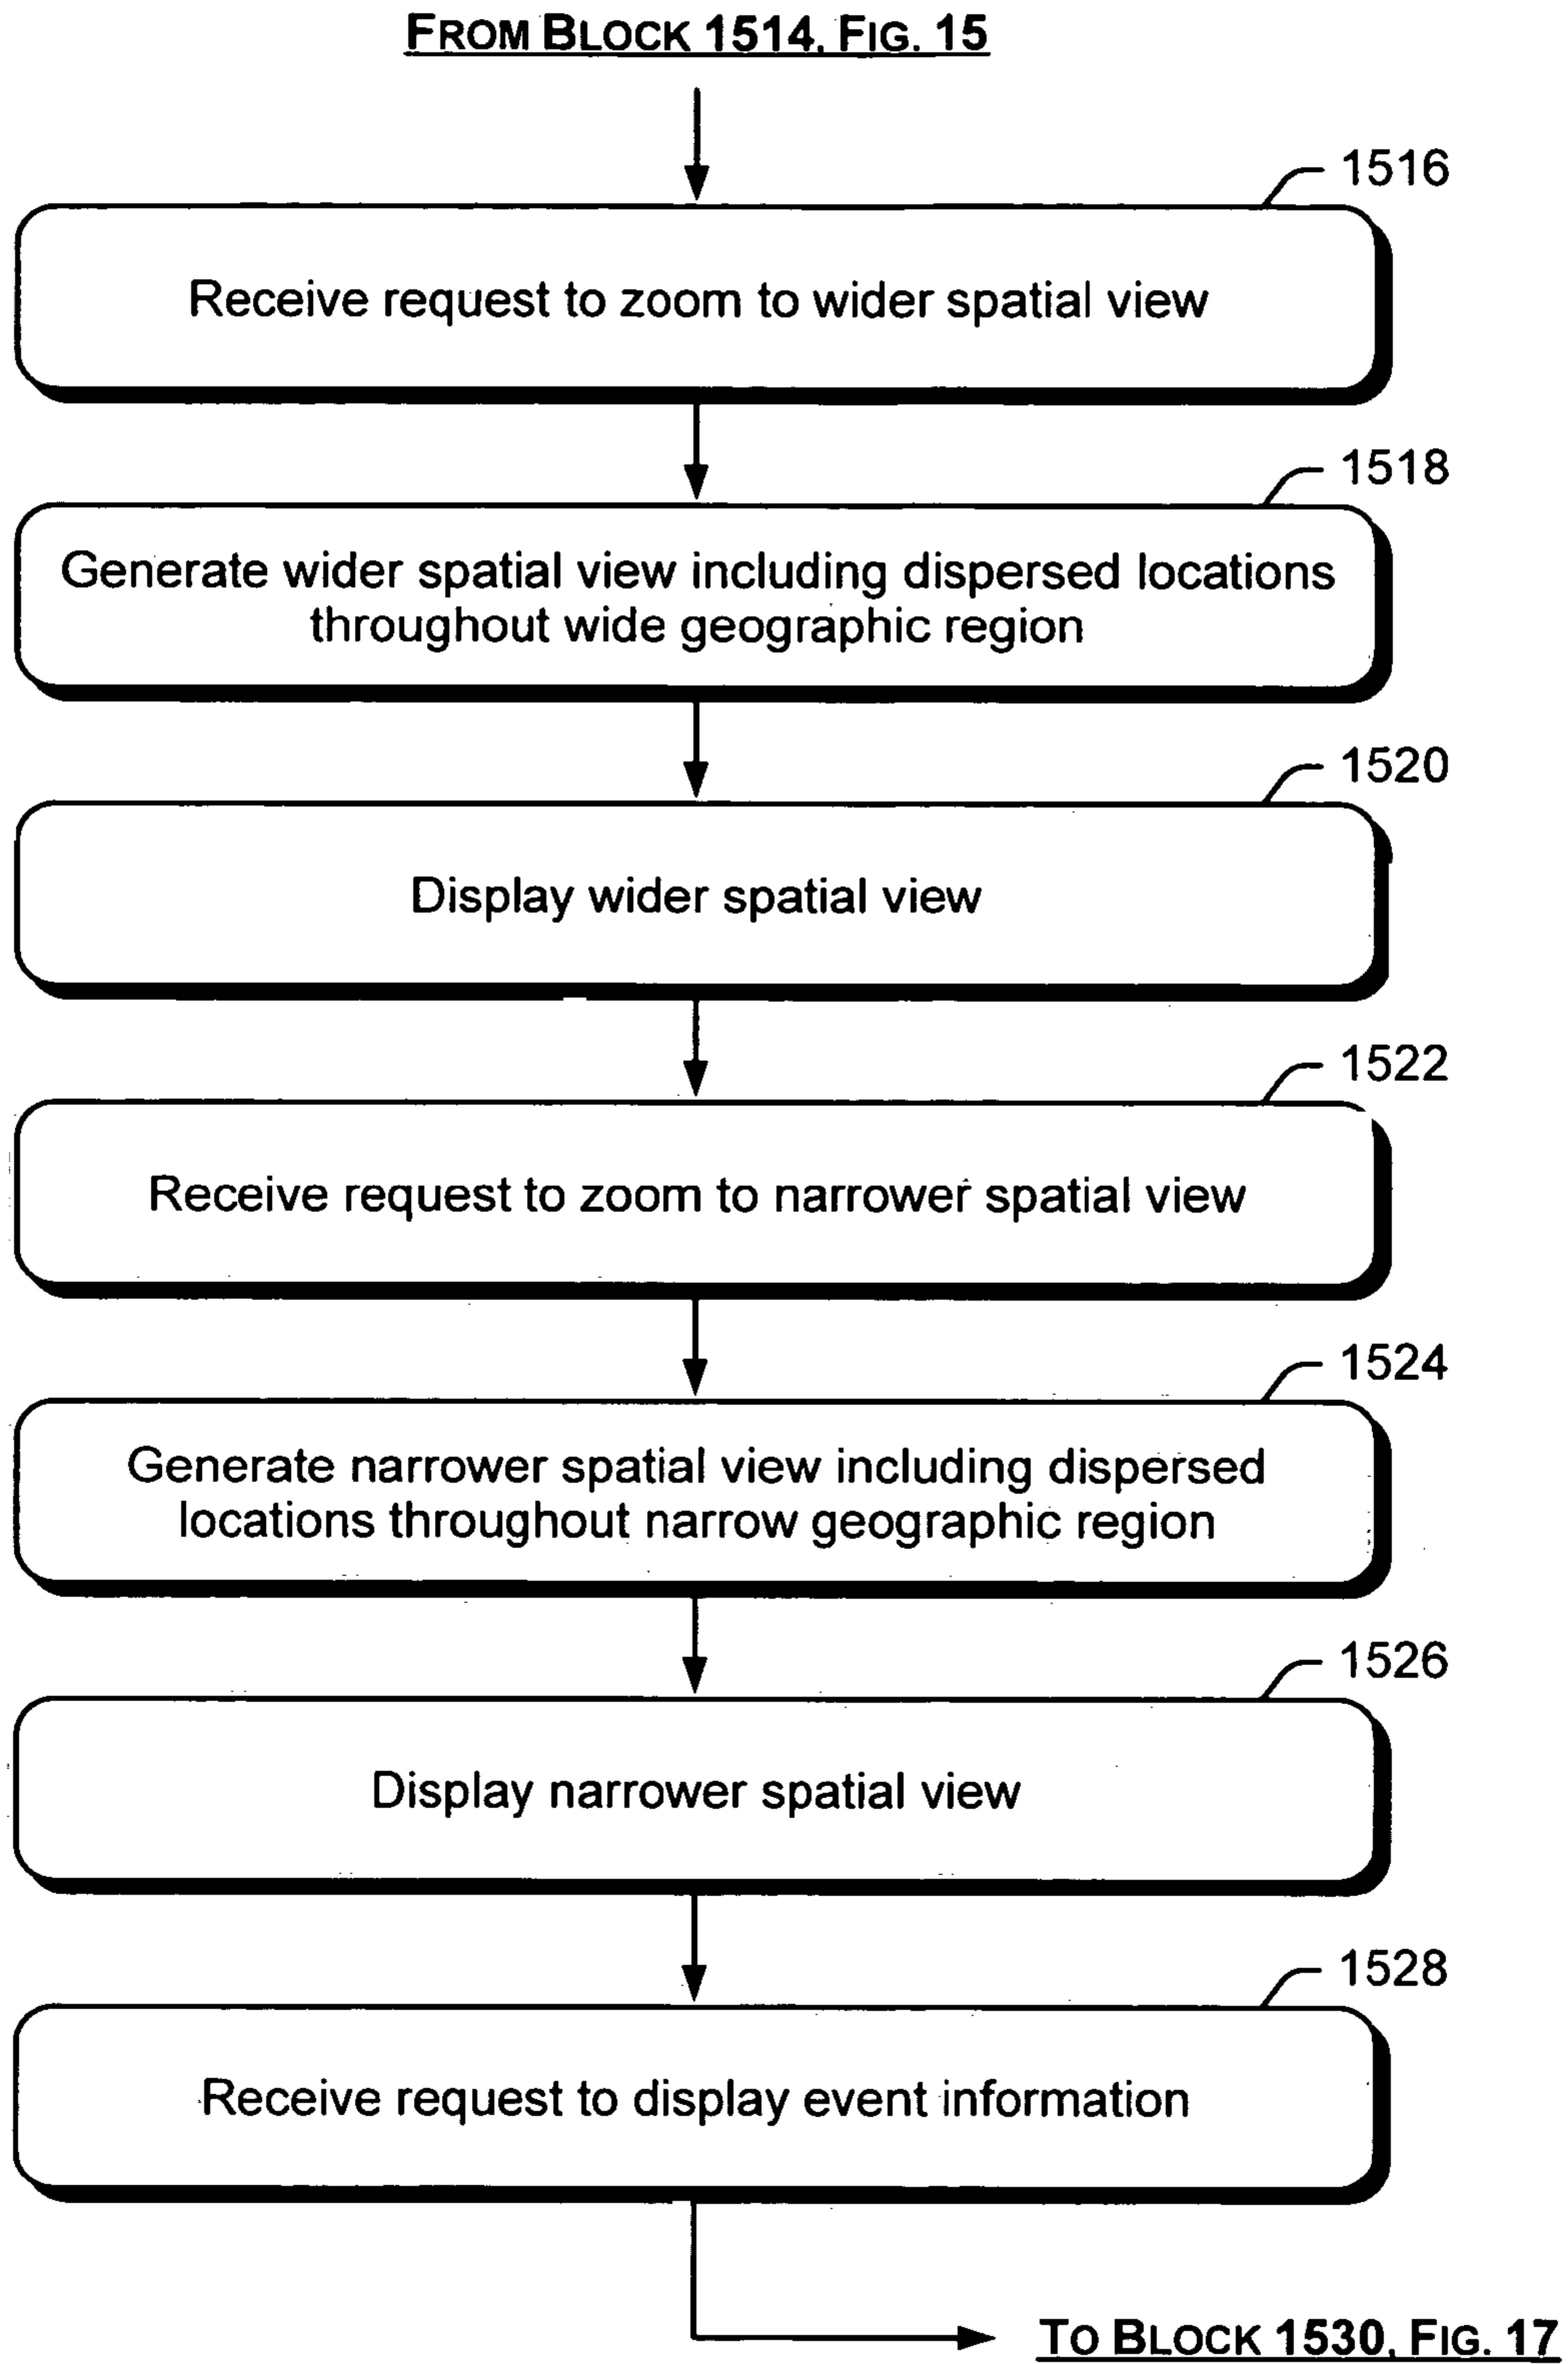 FROM BLOCK 1514, FIG. 15
1516
Receive request to zoom to wider spatial view
1518
Generate wider spatial view including dispersed locations
throughout wide geographic region
1520
Display wider spatial view
1522
Receive request to zoom to narrower spatial view
1524
Generate narrower spatial view including dispersed
locations throughout narrow geographic region
1526
Display narrower spatial view
1528
Receive request to display event information
TO BLOCK 1530, FIG. 17